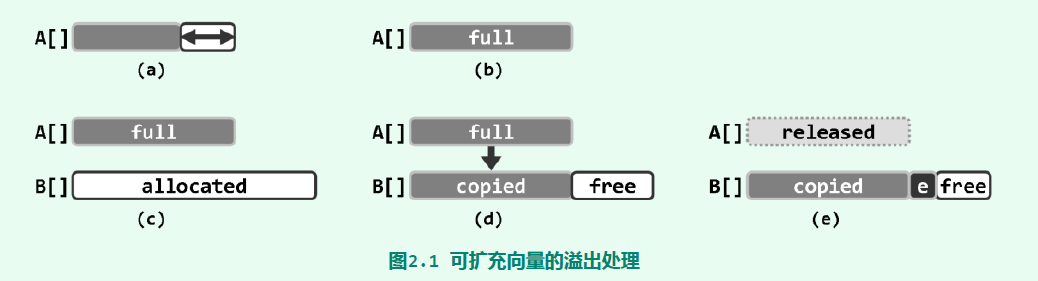 A[] A[] full
(a) (b)
A[] full A[] full A[] released
B[] allocated B[] copied free B[] copied e free
(c) (d) (e)
图2.1 可扩充向量的溢出处理